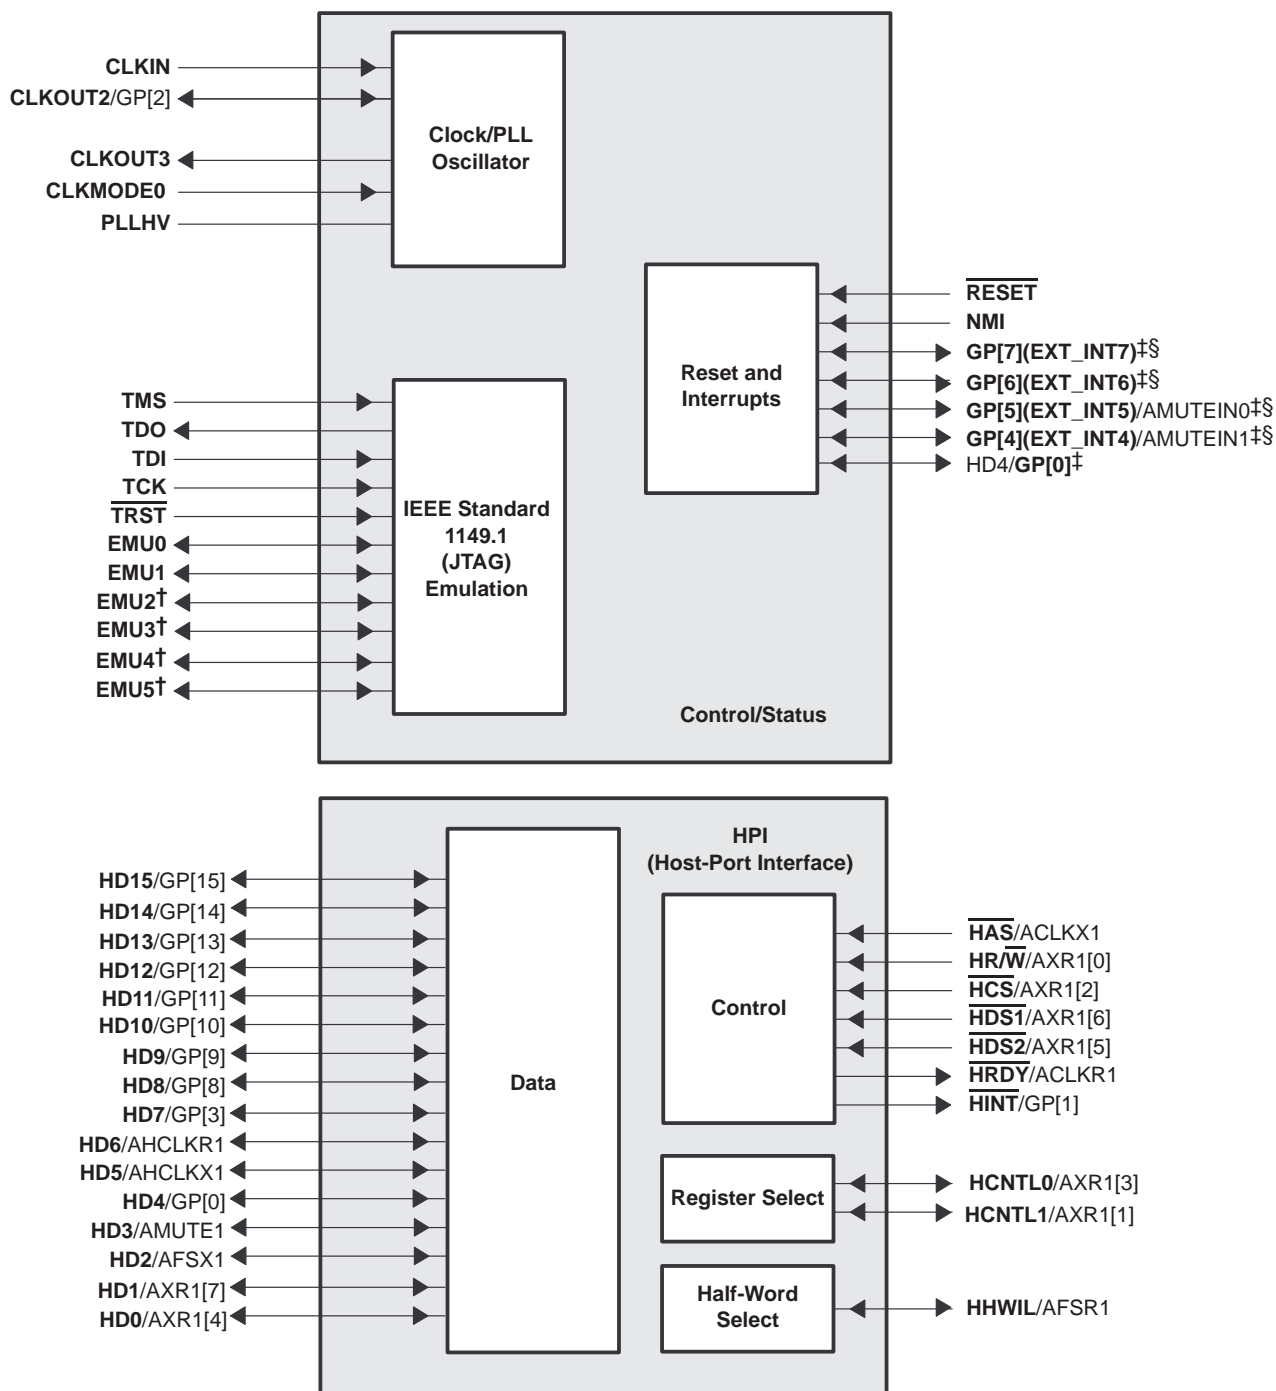 CLKIN
CLKOUT2/GP[2]
CLKOUT3
CLKMODE0
PLLHV
Clock/PLL
Oscillator
TMS
TDO
TDI
TCK
TRST
EMU0
EMU1
EMU2†
EMU3†
EMU4†
EMU5†
IEEE Standard
1149.1
(JTAG)
Emulation
Reset and
Interrupts
RESET
NMI
GP[7](EXT_INT7)‡§
GP[6](EXT_INT6)‡§
GP[5](EXT_INT5)/AMUTEIN0‡§
GP[4](EXT_INT4)/AMUTEIN1‡§
HD4/GP[0]‡
Control/Status
HPI
(Host-Port Interface)
HD15/GP[15]
HD14/GP[14]
HD13/GP[13]
HD12/GP[12]
HD11/GP[11]
HD10/GP[10]
HD9/GP[9]
HD8/GP[8]
HD7/GP[3]
HD6/AHCLKR1
HD5/AHCLKX1
HD4/GP[0]
HD3/AMUTE1
HD2/AFSX1
HD1/AXR1[7]
HD0/AXR1[4]
Data
Control
HAS/ACLKX1
HR/W/AXR1[0]
HCS/AXR1[2]
HDS1/AXR1[6]
HDS2/AXR1[5]
HRDY/ACLKR1
HINT/GP[1]
Register Select
HCNTL0/AXR1[3]
HCNTL1/AXR1[1]
Half-Word
Select
HHWIL/AFSR1